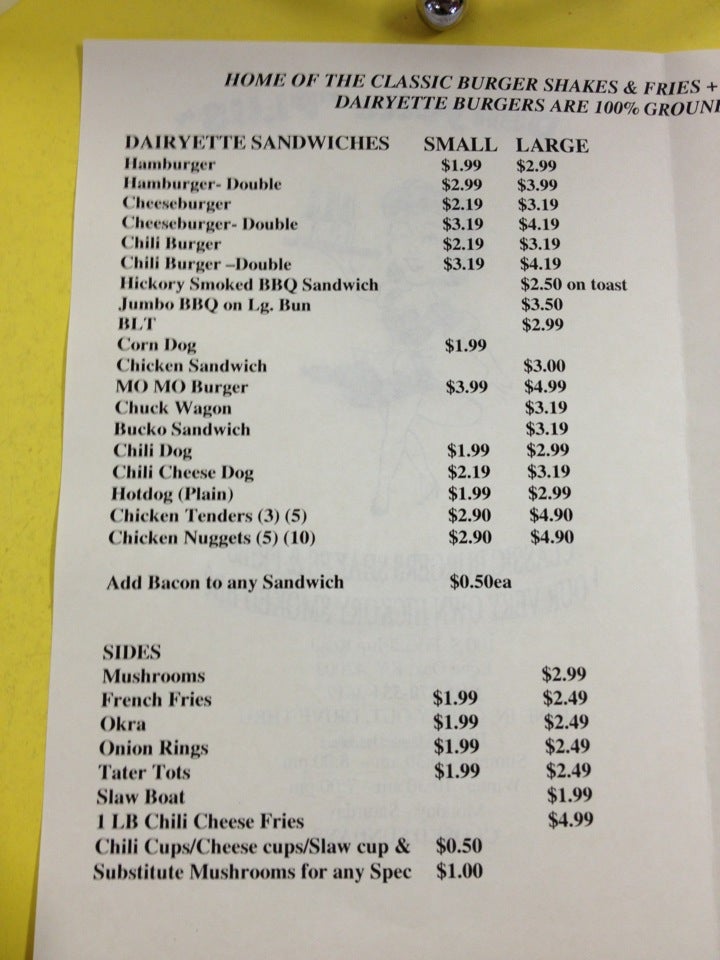 HOME OF THE CLASSIC BURGER SHAKES & FRIES +
DAIRYETTE BURGERS ARE 100%
DAIRYETTE SANDWICHES SMALL LARGE
Hamburger $1.99 $2.99
Hamburger- Double $2.99 $3.99
Cheeseburger $2.19 $3.19
Cheeseburger- Double $3.19 $4.19
Chili Burger $2.19 $3.19
Chili Burger –Double $3.19 $4.19
Hickory Smoked BBQ Sandwich $2.50 on toast
Jumbo BBQ on Lg. Bun $3.50
BLT $2.99
Corn Dog $1.99
Chicken Sandwich $3.00
MO MO Burger $3.99 $4.99
Chuck Wagon $3.19
Bucko Sandwich $3.19
Chili Dog $1.99 $2.99
Chili Cheese Dog $2.19 $3.19
Hotdog (Plain) $1.99 $2.99
Chicken Tenders (3) (5) $2.90 $4.90
Chicken Nuggets (5) (10) $2.90 $4.90
Add Bacon to any Sandwich $0.50ea
SIDES
Mushrooms $2.99
French Fries $1.99 $2.49
Okra $1.99 $2.49
Onion Rings $1.99 $2.49
Tater Tots $1.99 $2.49
Slaw Boat $1.99
1 LB Chili Cheese Fries $4.99
Chili Cups/Cheese cups/Slaw cup & $0.50
Substitute Mushrooms for any Spec $1.00